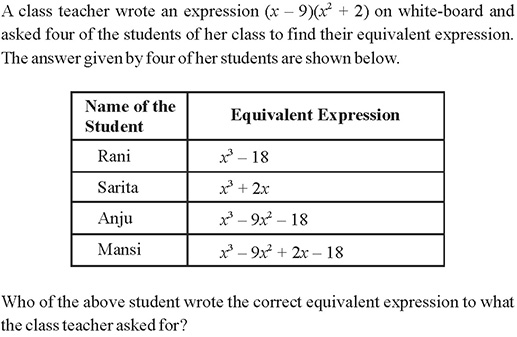 A class teacher wrote an expression (x – 9)(x² + 2) on white-board and
asked four of the students of her class to find their equivalent expression.
The answer given by four of her students are shown below.
Name of the Student Equivalent Expression
Rani x³ – 18
Sarita x³ + 2x
Anju x³ – 9x² – 18
Mansi x³ – 9x² + 2x – 18
Who of the above student wrote the correct equivalent expression to what
the class teacher asked for?